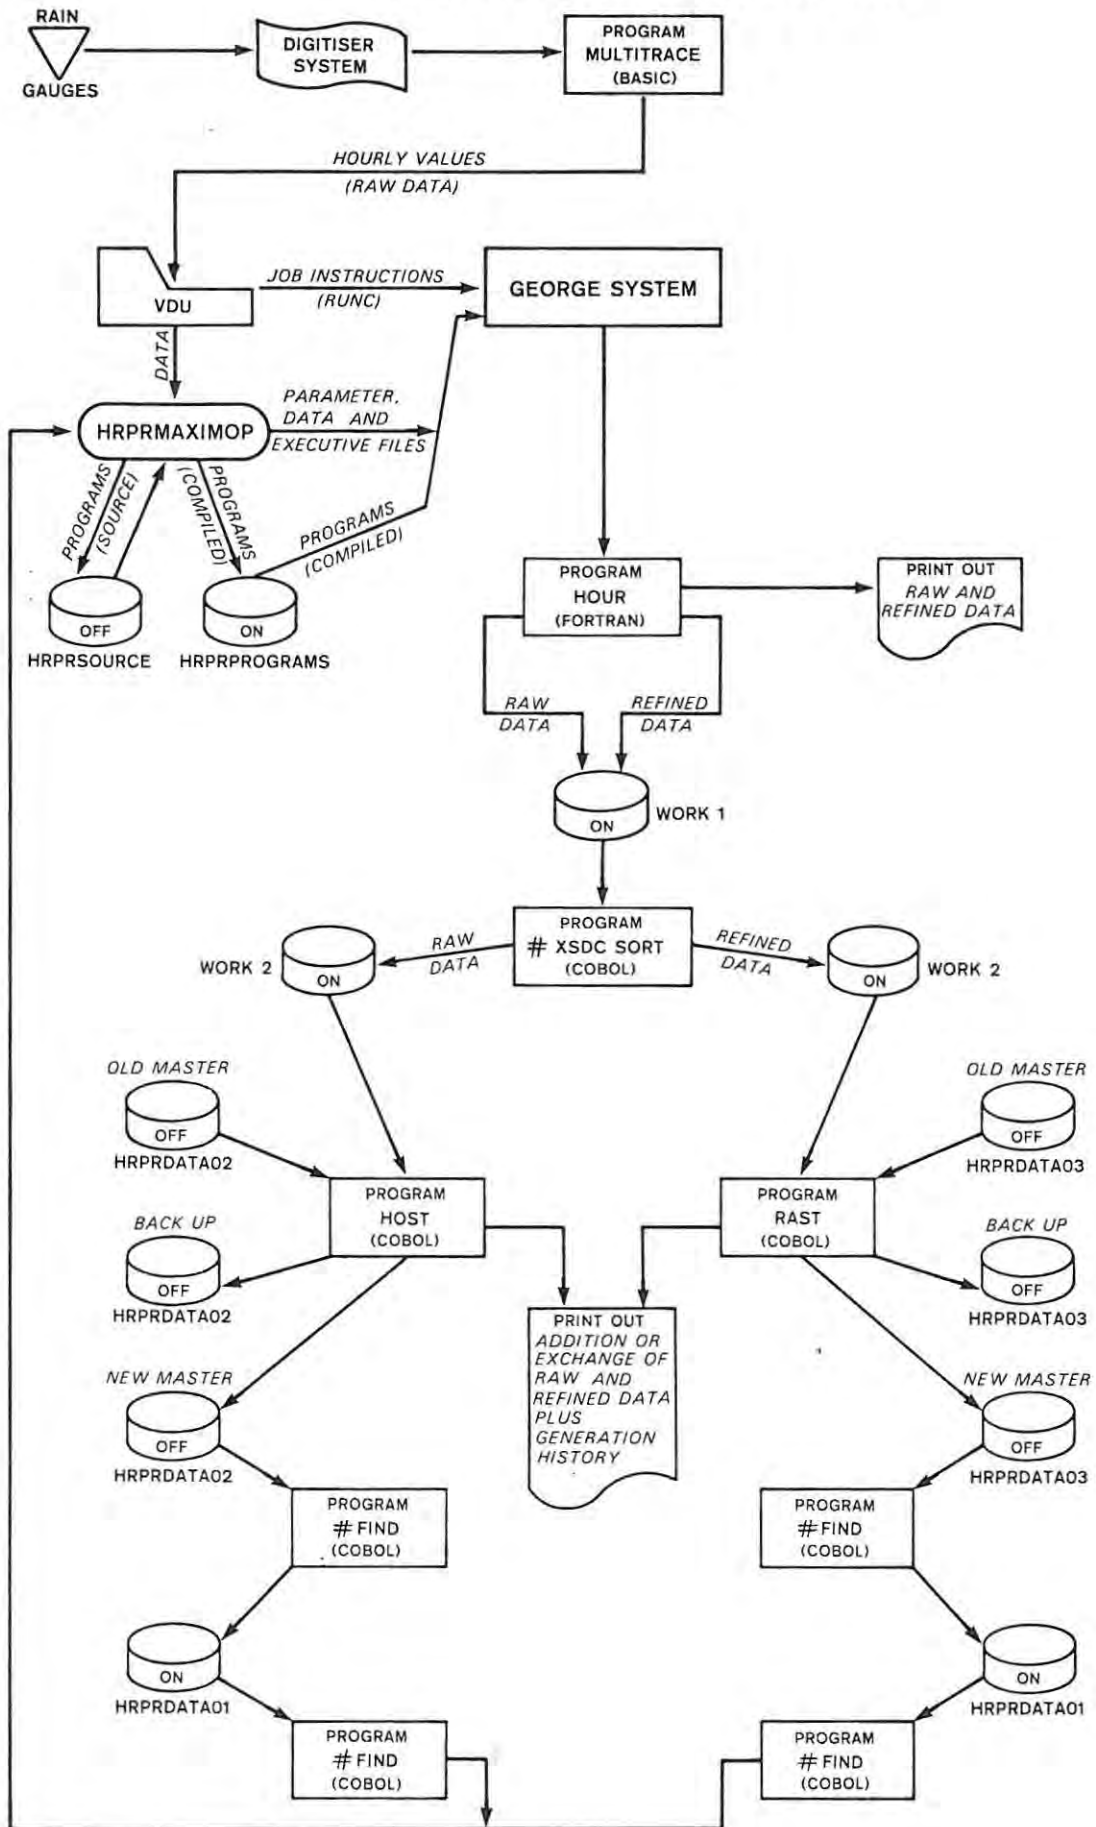 RAIN
GAUGES
DIGITISER
SYSTEM
PROGRAM
MULTITRACE
(BASIC)
HOURLY VALUES
(RAW DATA)
VDU
JOB INSTRUCTIONS
(RUNC)
GEORGE SYSTEM
DATA
HRPRMAXIMOP
PARAMETER,
DATA AND
EXECUTIVE FILES
PROGRAMS
(SOURCE)
PROGRAMS
(COMPILED)
PROGRAMS
(COMPILED)
OFF
HRPRSOURCE
ON
HRPRPROGRAMS
PROGRAM
HOUR
(FORTRAN)
PRINT OUT
RAW AND
REFINED DATA
RAW
DATA
REFINED
DATA
ON
WORK 1
PROGRAM
# XSDC SORT
(COBOL)
RAW
DATA
REFINED
DATA
WORK 2
ON
ON
WORK 2
OLD MASTER
OFF
HRPRDATA02
OLD MASTER
OFF
HRPRDATA03
PROGRAM
HOST
(COBOL)
PROGRAM
RAST
(COBOL)
BACK UP
OFF
HRPRDATA02
BACK UP
OFF
HRPRDATA03
PRINT OUT
ADDITION OR
EXCHANGE OF
RAW AND
REFINED DATA
PLUS
GENERATION
HISTORY
NEW MASTER
OFF
HRPRDATA02
NEW MASTER
OFF
HRPRDATA03
PROGRAM
# FIND
(COBOL)
PROGRAM
# FIND
(COBOL)
ON
HRPRDATA01
ON
HRPRDATA01
PROGRAM
# FIND
(COBOL)
PROGRAM
# FIND
(COBOL)